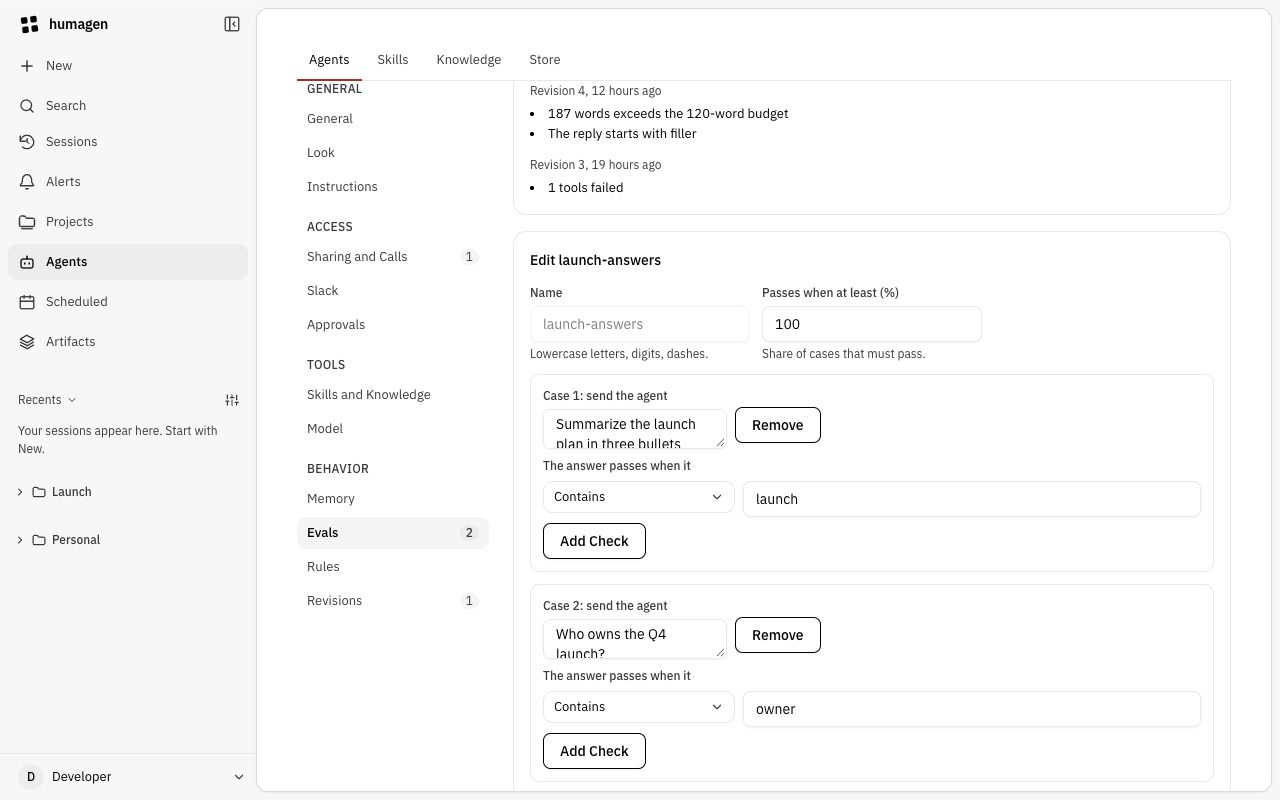 humagen
New
Search
Sessions
Alerts
Projects
Agents
Scheduled
Artifacts
Recents
Your sessions appear here. Start with
New.
Launch
Personal
D
Developer
Agents
Skills
Knowledge
Store
GENERAL
General
Look
Instructions
ACCESS
Sharing and Calls
1
Slack
Approvals
TOOLS
Skills and Knowledge
Model
BEHAVIOR
Memory
Evals
2
Rules
Revisions
1
Revision 4, 12 hours ago
• 187 words exceeds the 120-word budget
• The reply starts with filler
Revision 3, 19 hours ago
• 1 tools failed
Edit launch-answers
Name
Passes when at least (%)
launch-answers
100
Lowercase letters, digits, dashes.
Share of cases that must pass.
Case 1: send the agent
Summarize the launch
plan in three bullets
Remove
The answer passes when it
Contains
launch
Add Check
Case 2: send the agent
Who owns the Q4
launch?
Remove
The answer passes when it
Contains
owner
Add Check